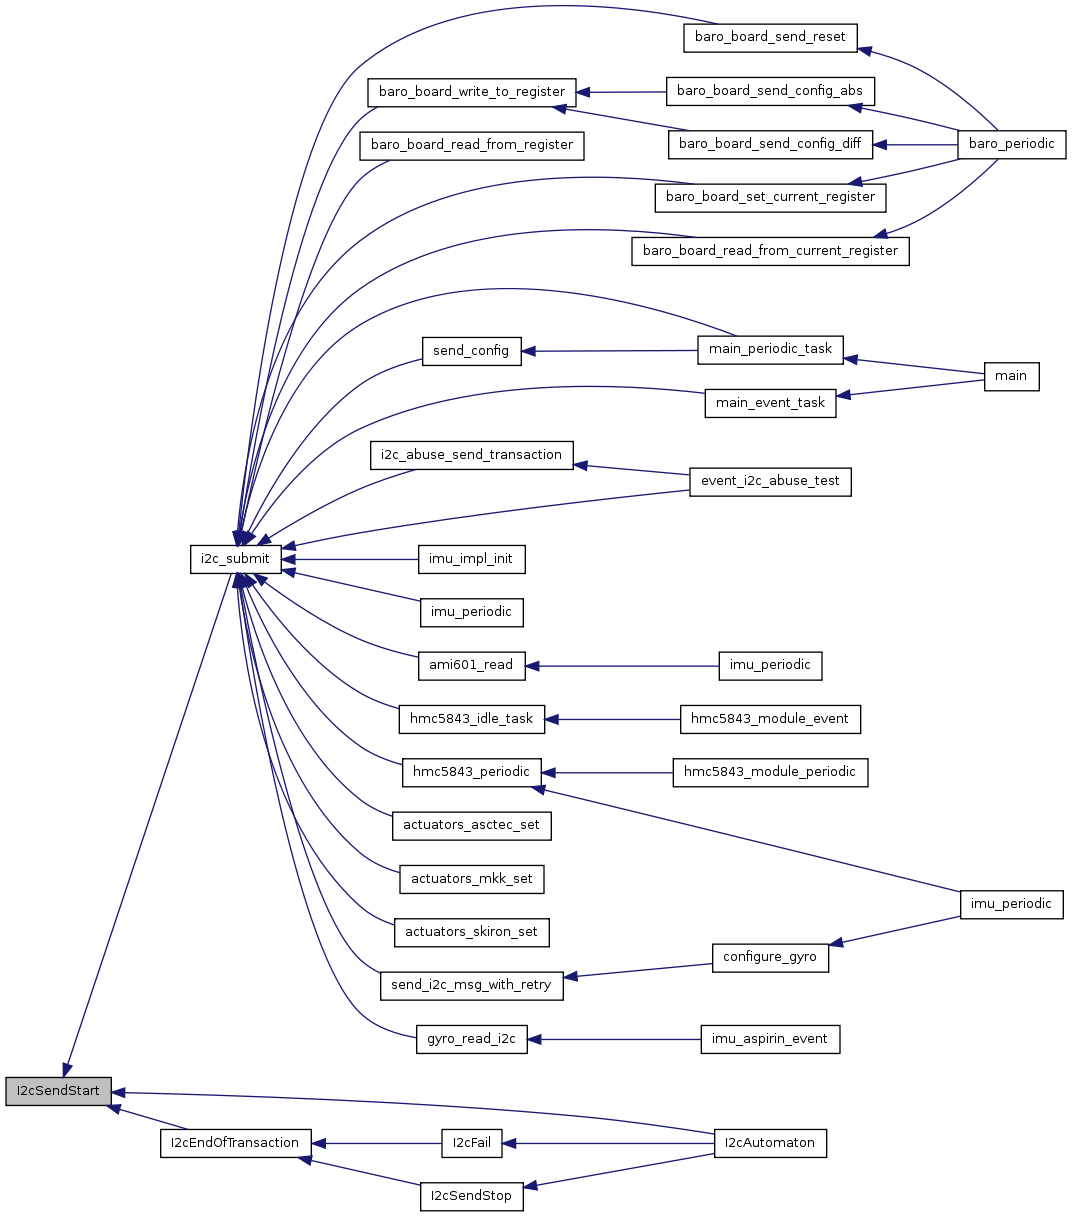 baro_board_send_reset
baro_board_write_to_register
baro_board_send_config_abs
baro_board_read_from_register
baro_board_send_config_diff
baro_periodic
baro_board_set_current_register
baro_board_read_from_current_register
send_config
main_periodic_task
main
main_event_task
i2c_abuse_send_transaction
event_i2c_abuse_test
i2c_submit
imu_impl_init
imu_periodic
ami601_read
imu_periodic
hmc5843_idle_task
hmc5843_module_event
hmc5843_periodic
hmc5843_module_periodic
actuators_asctec_set
actuators_mkk_set
imu_periodic
actuators_skiron_set
configure_gyro
send_i2c_msg_with_retry
gyro_read_i2c
imu_aspirin_event
I2cSendStart
I2cEndOfTransaction
I2cFail
I2cAutomaton
I2cSendStop